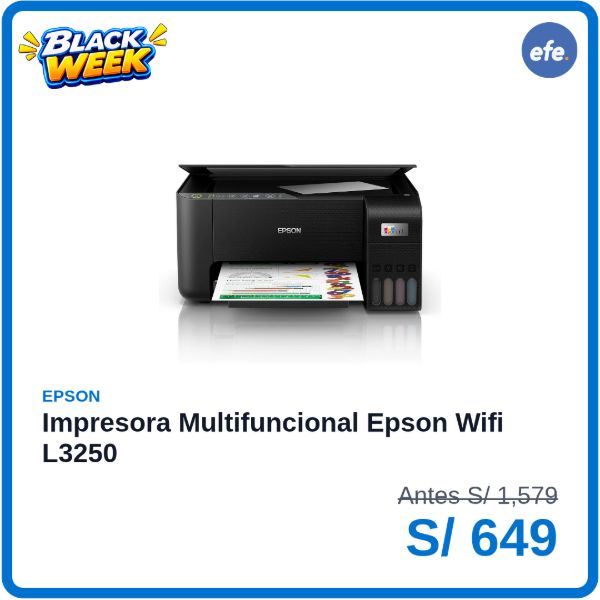 BLACK
WEEK
efe.
EPSON
EPSON
Impresora Multifuncional Epson Wifi
L3250
Antes S/ 1,579
S/ 649